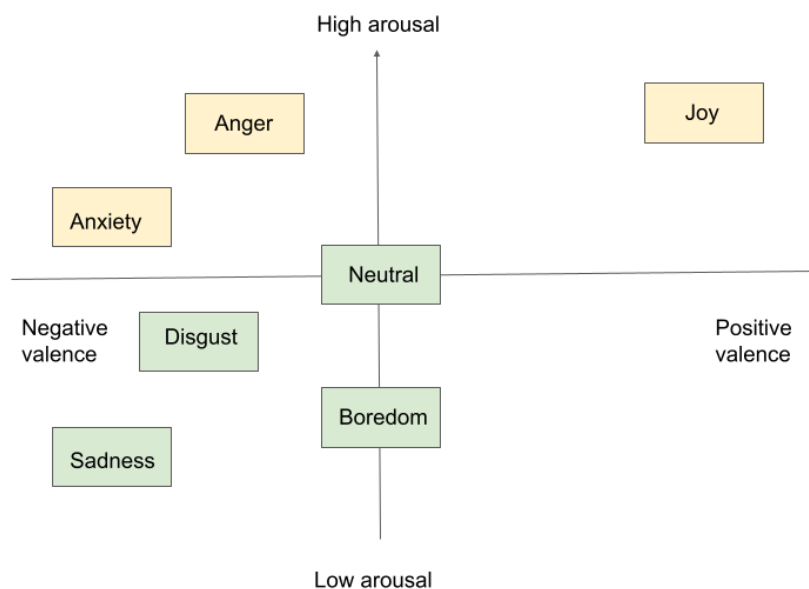 High arousal
Joy
Anger
Anxiety
Neutral
Negative
valence
Positive
valence
Disgust
Boredom
Sadness
Low arousal